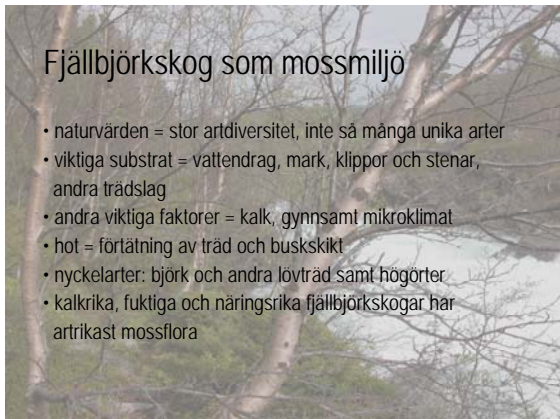 Fjällbjörkskog som mossmiljö
• naturvärden = stor artdiversitet, inte så många unika arter
• viktiga substrat = vattendrag, mark, klippor och stenar,
andra trädslag
• andra viktiga faktorer = kalk, gynnsamt mikroklimat
• hot = förtätning av träd och buskskikt
• nyckelarter: björk och andra lövträd samt högörter
• kalkrika, fuktiga och näringsrika fjällbjörkskogar har
artrikast mossflora